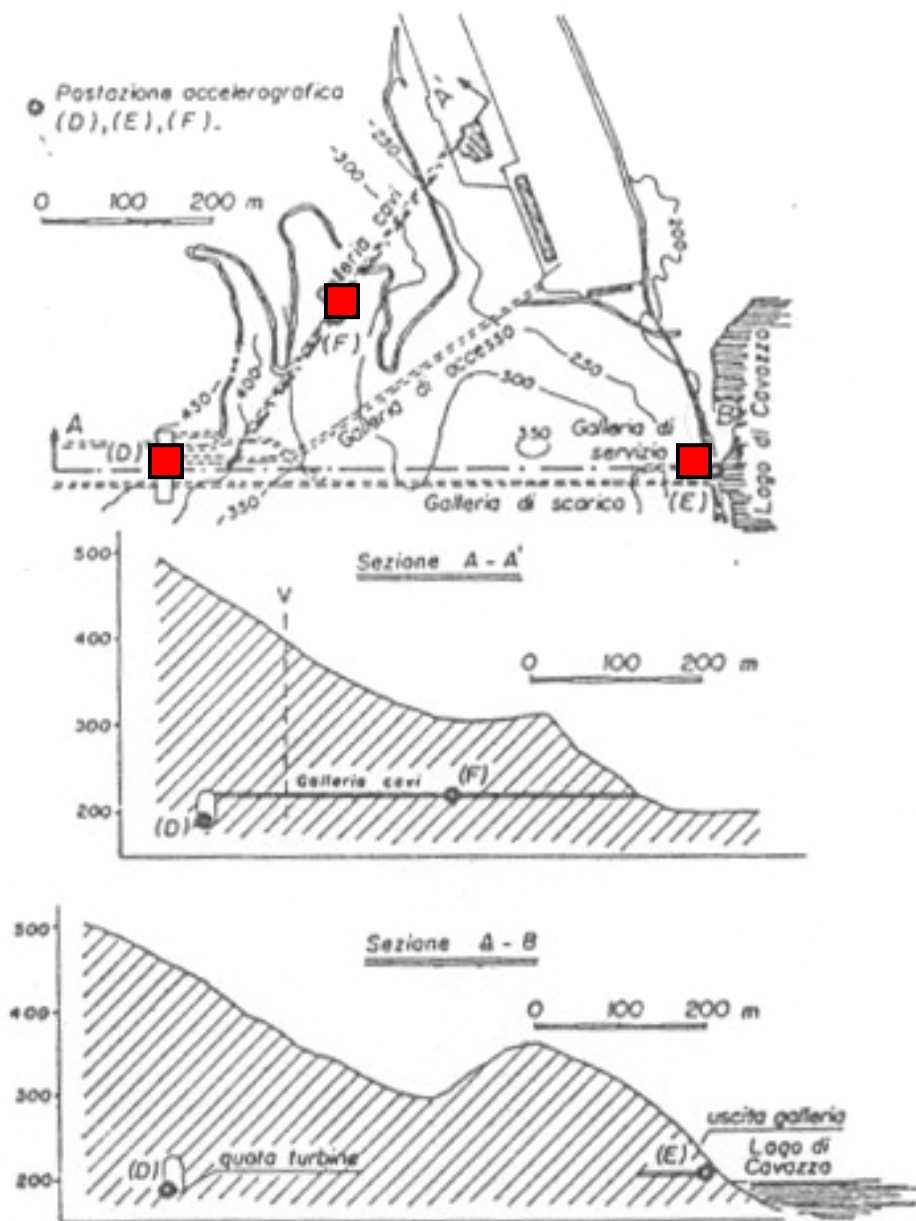 Postazione accelerografica
(D),(E),(F).
0 100 200 m
A'
-250
-300
200
Galleria cavi
(F)
Galleria di accesso
250
300
350
400
450
-350
A
(D)
Galleria di
servizio
(E)
B
Lago di Cavazzo
Galleria di scarico
Sezione A - A'
500
400
300
200
V
0 100 200 m
Galleria cavi
(F)
(D)
Sezione A - B
500
400
300
200
0 100 200 m
uscita galleria
(E)
Lago di
Cavazzo
(D)
quota turbine